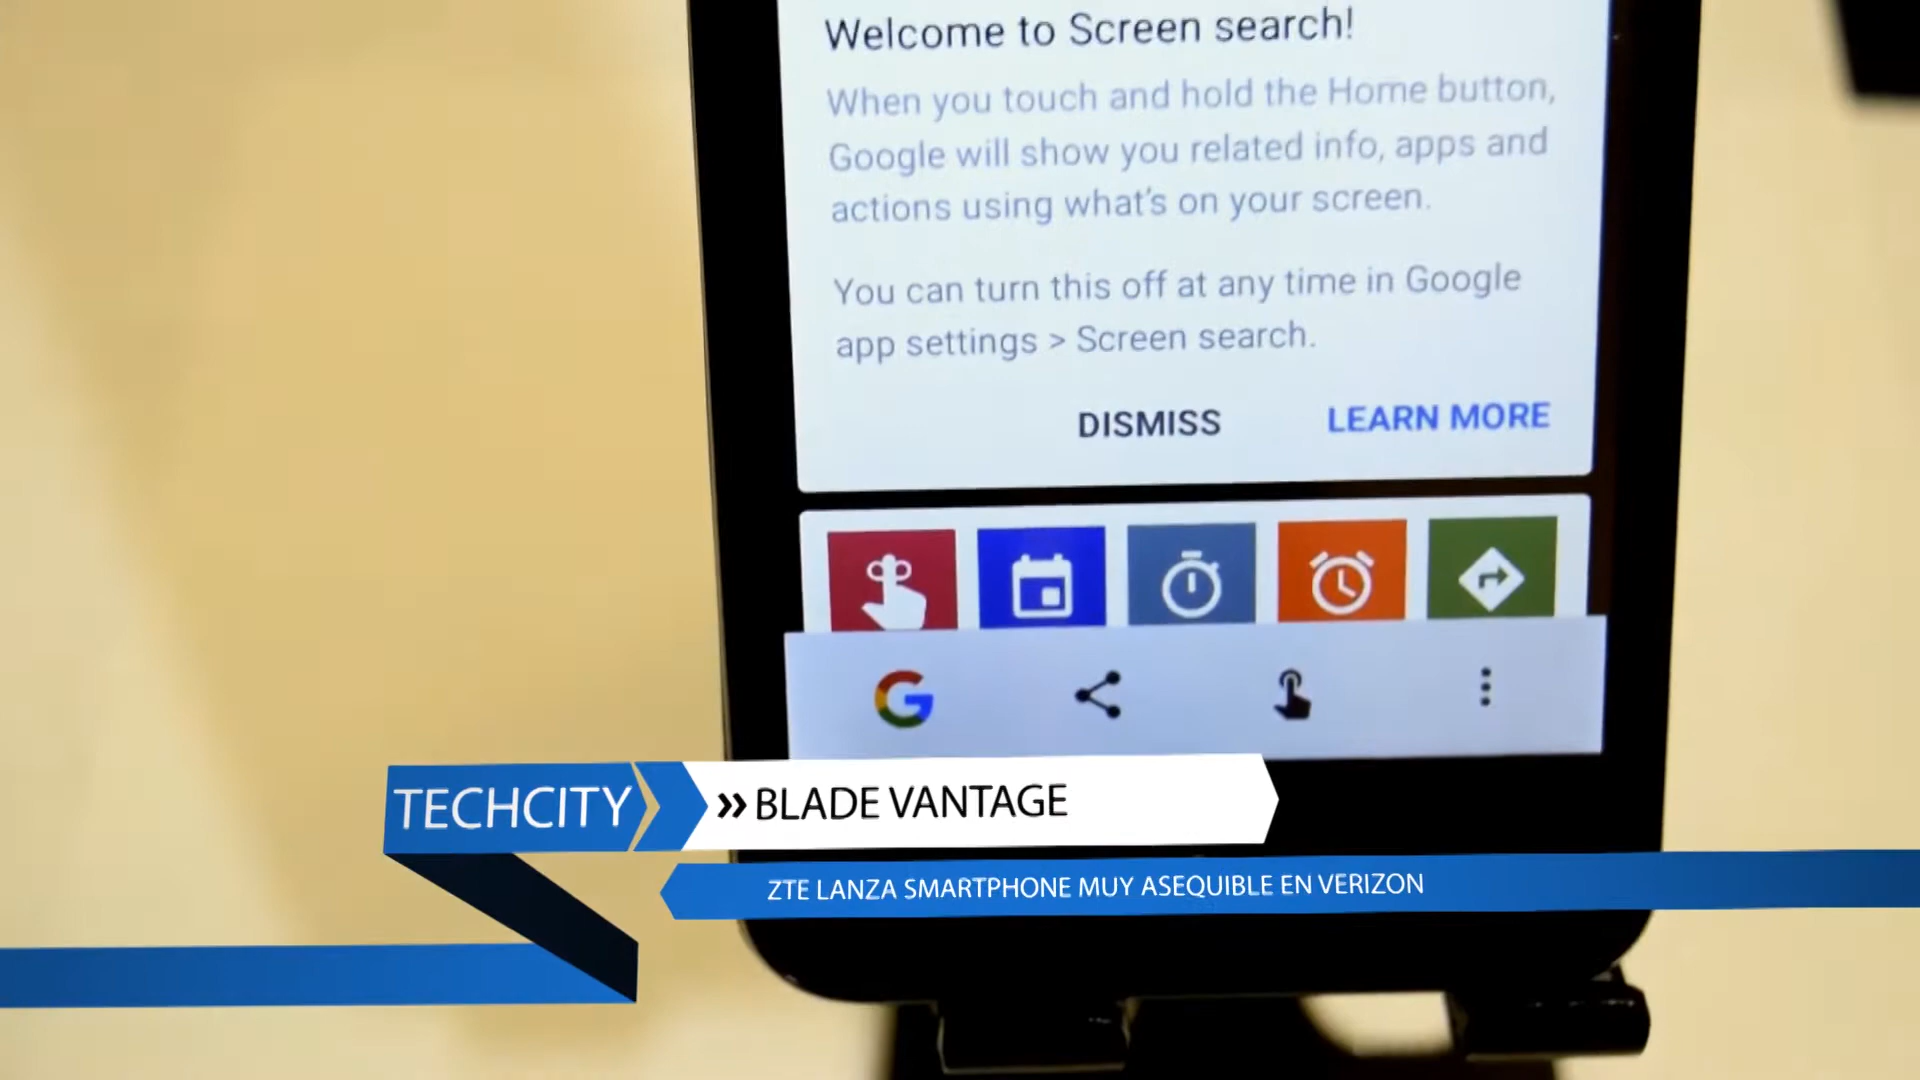 Welcome to Screen search!
When you touch and hold the Home button,
Google will show you related info, apps and
actions using what's on your screen.
You can turn this off at any time in Google
app settings > Screen search.
DISMISS LEARN MORE
G
TECHCITY >> BLADE VANTAGE
ZTE LANZA SMARTPHONE MUY ASEQUIBLE EN VERIZON